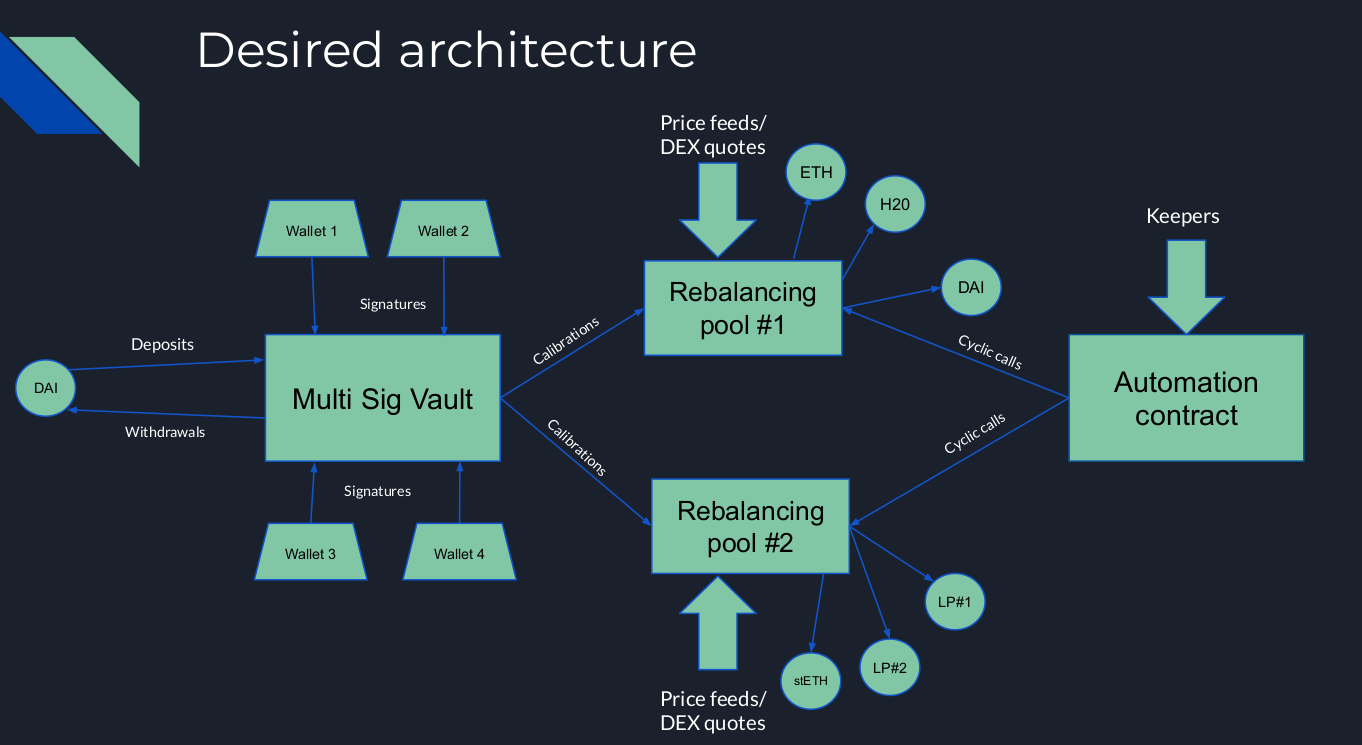 Desired architecture
Price feeds/
DEX quotes
ETH
H20
Keepers
Wallet 1
Wallet 2
Signatures
Rebalancing
pool #1
DAI
Deposits
Calibrations
Cyclic calls
DAI
Multi Sig Vault
Automation
contract
Withdrawals
Calibrations
Cyclic calls
Signatures
Rebalancing
pool #2
Wallet 3
Wallet 4
LP#1
LP#2
stETH
Price feeds/
DEX quotes